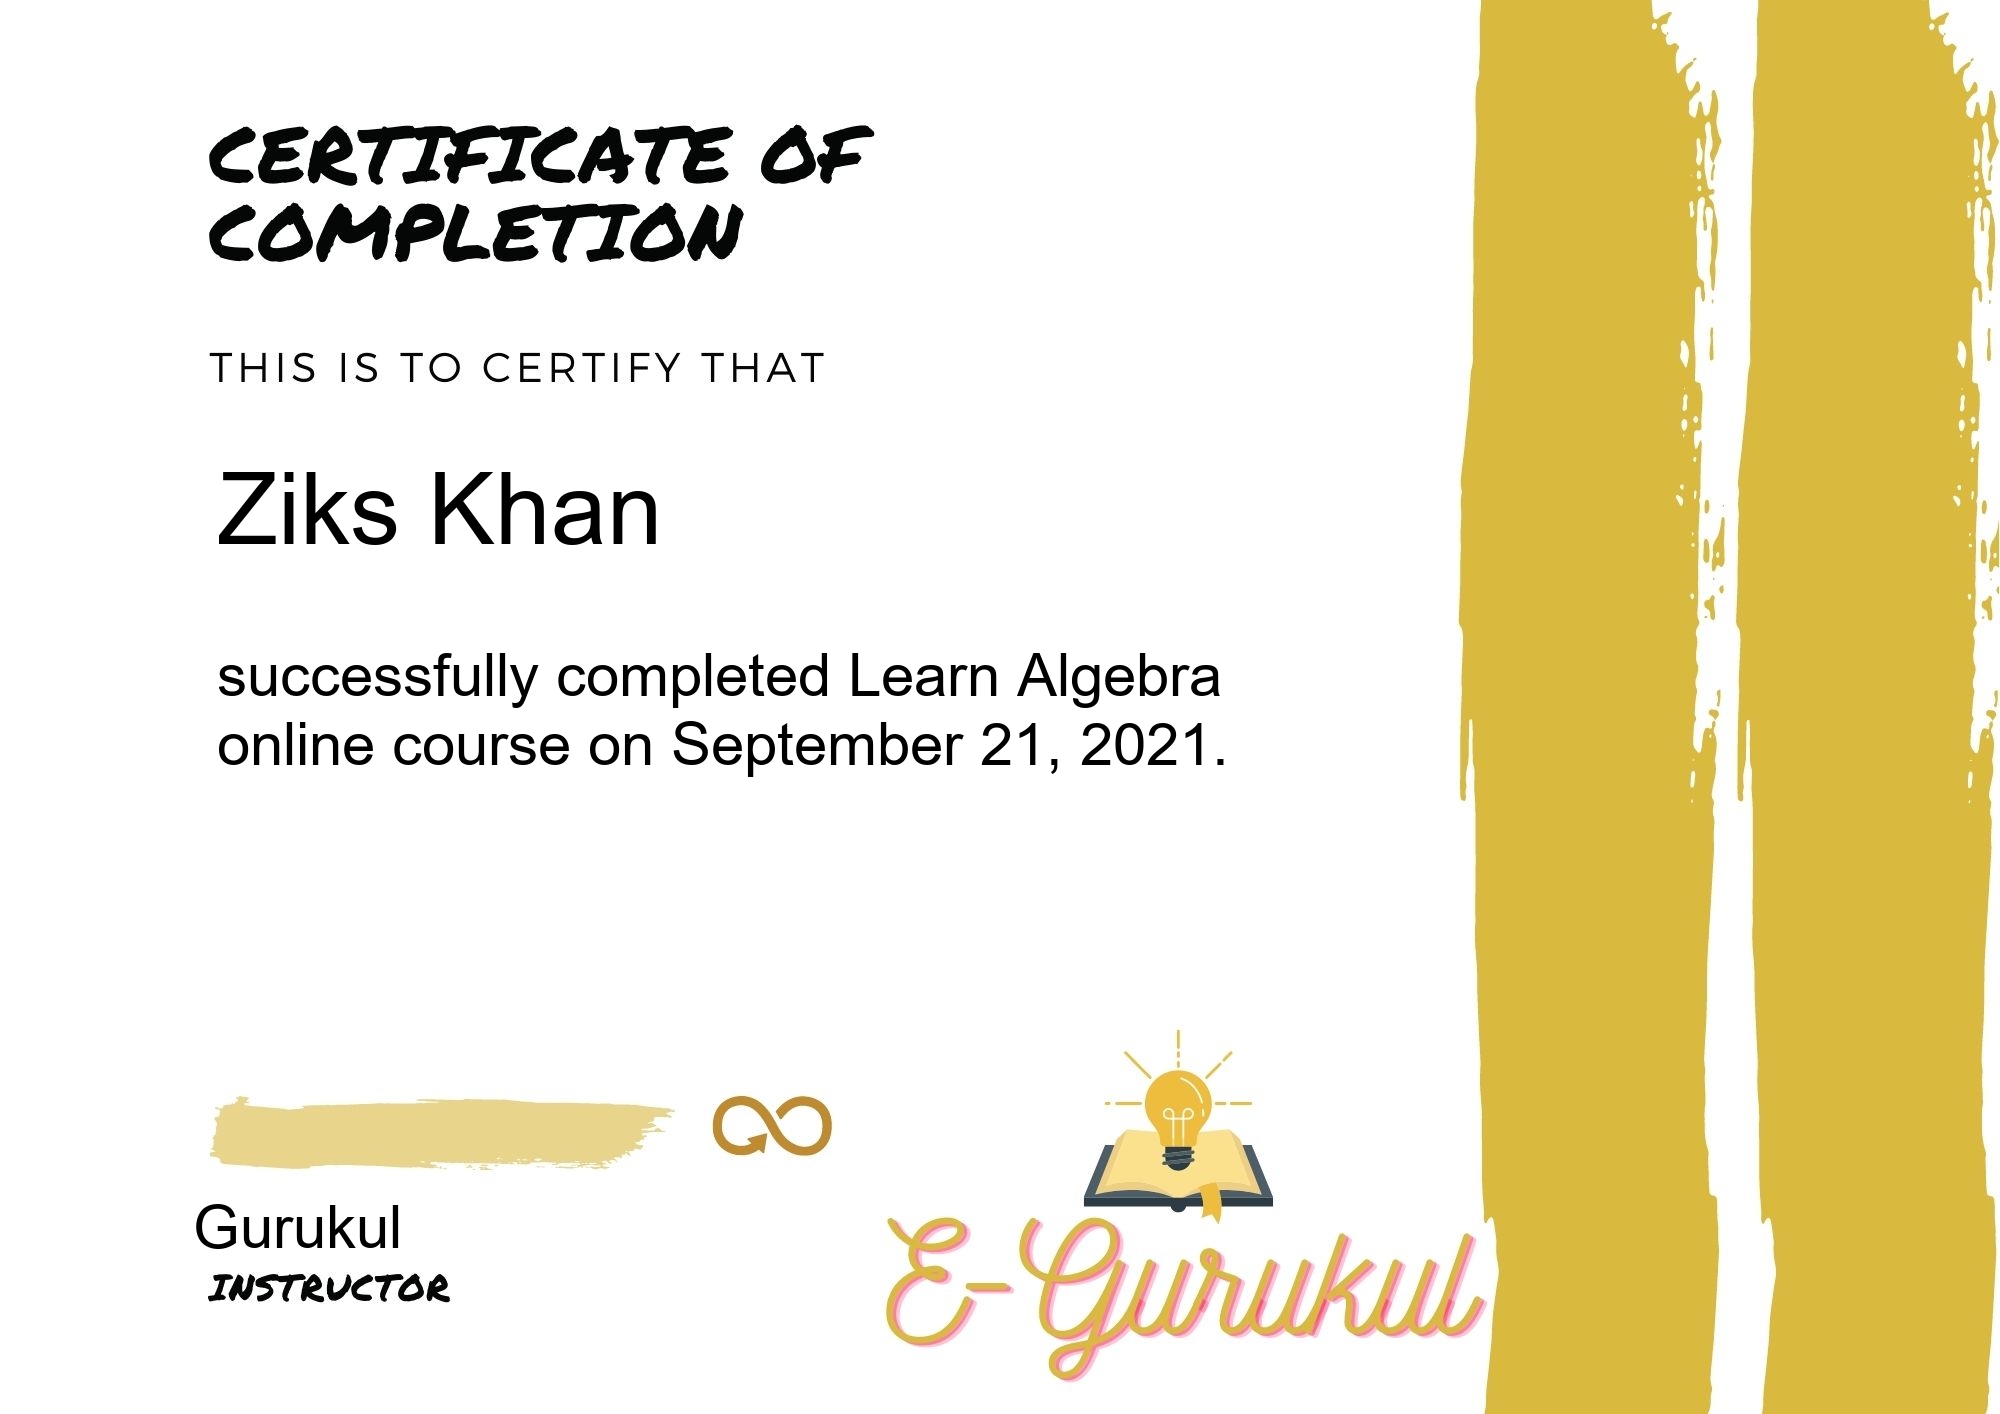 CERTIFICATE OF
COMPLETION
THIS IS TO CERTIFY THAT
Ziks Khan
successfully completed Learn Algebra
online course on September 21, 2021.
Gurukul
INSTRUCTOR
E-Gurukul